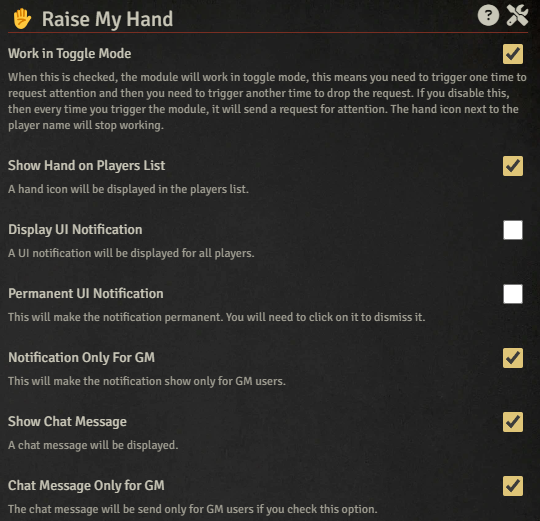 Raise My Hand
?
Work in Toggle Mode
When this is checked, the module will work in toggle mode, this means you need to trigger one time to
request attention and then you need to trigger another time to drop the request. If you disable this,
then every time you trigger the module, it will send a request for attention. The hand icon next to the
player name will stop working.
Show Hand on Players List
A hand icon will be displayed in the players list.
Display UI Notification
A UI notification will be displayed for all players.
Permanent UI Notification
This will make the notification permanent. You will need to click on it to dismiss it.
Notification Only For GM
This will make the notification show only for GM users.
Show Chat Message
A chat message will be displayed.
Chat Message Only for GM
The chat message will be send only for GM users if you check this option.